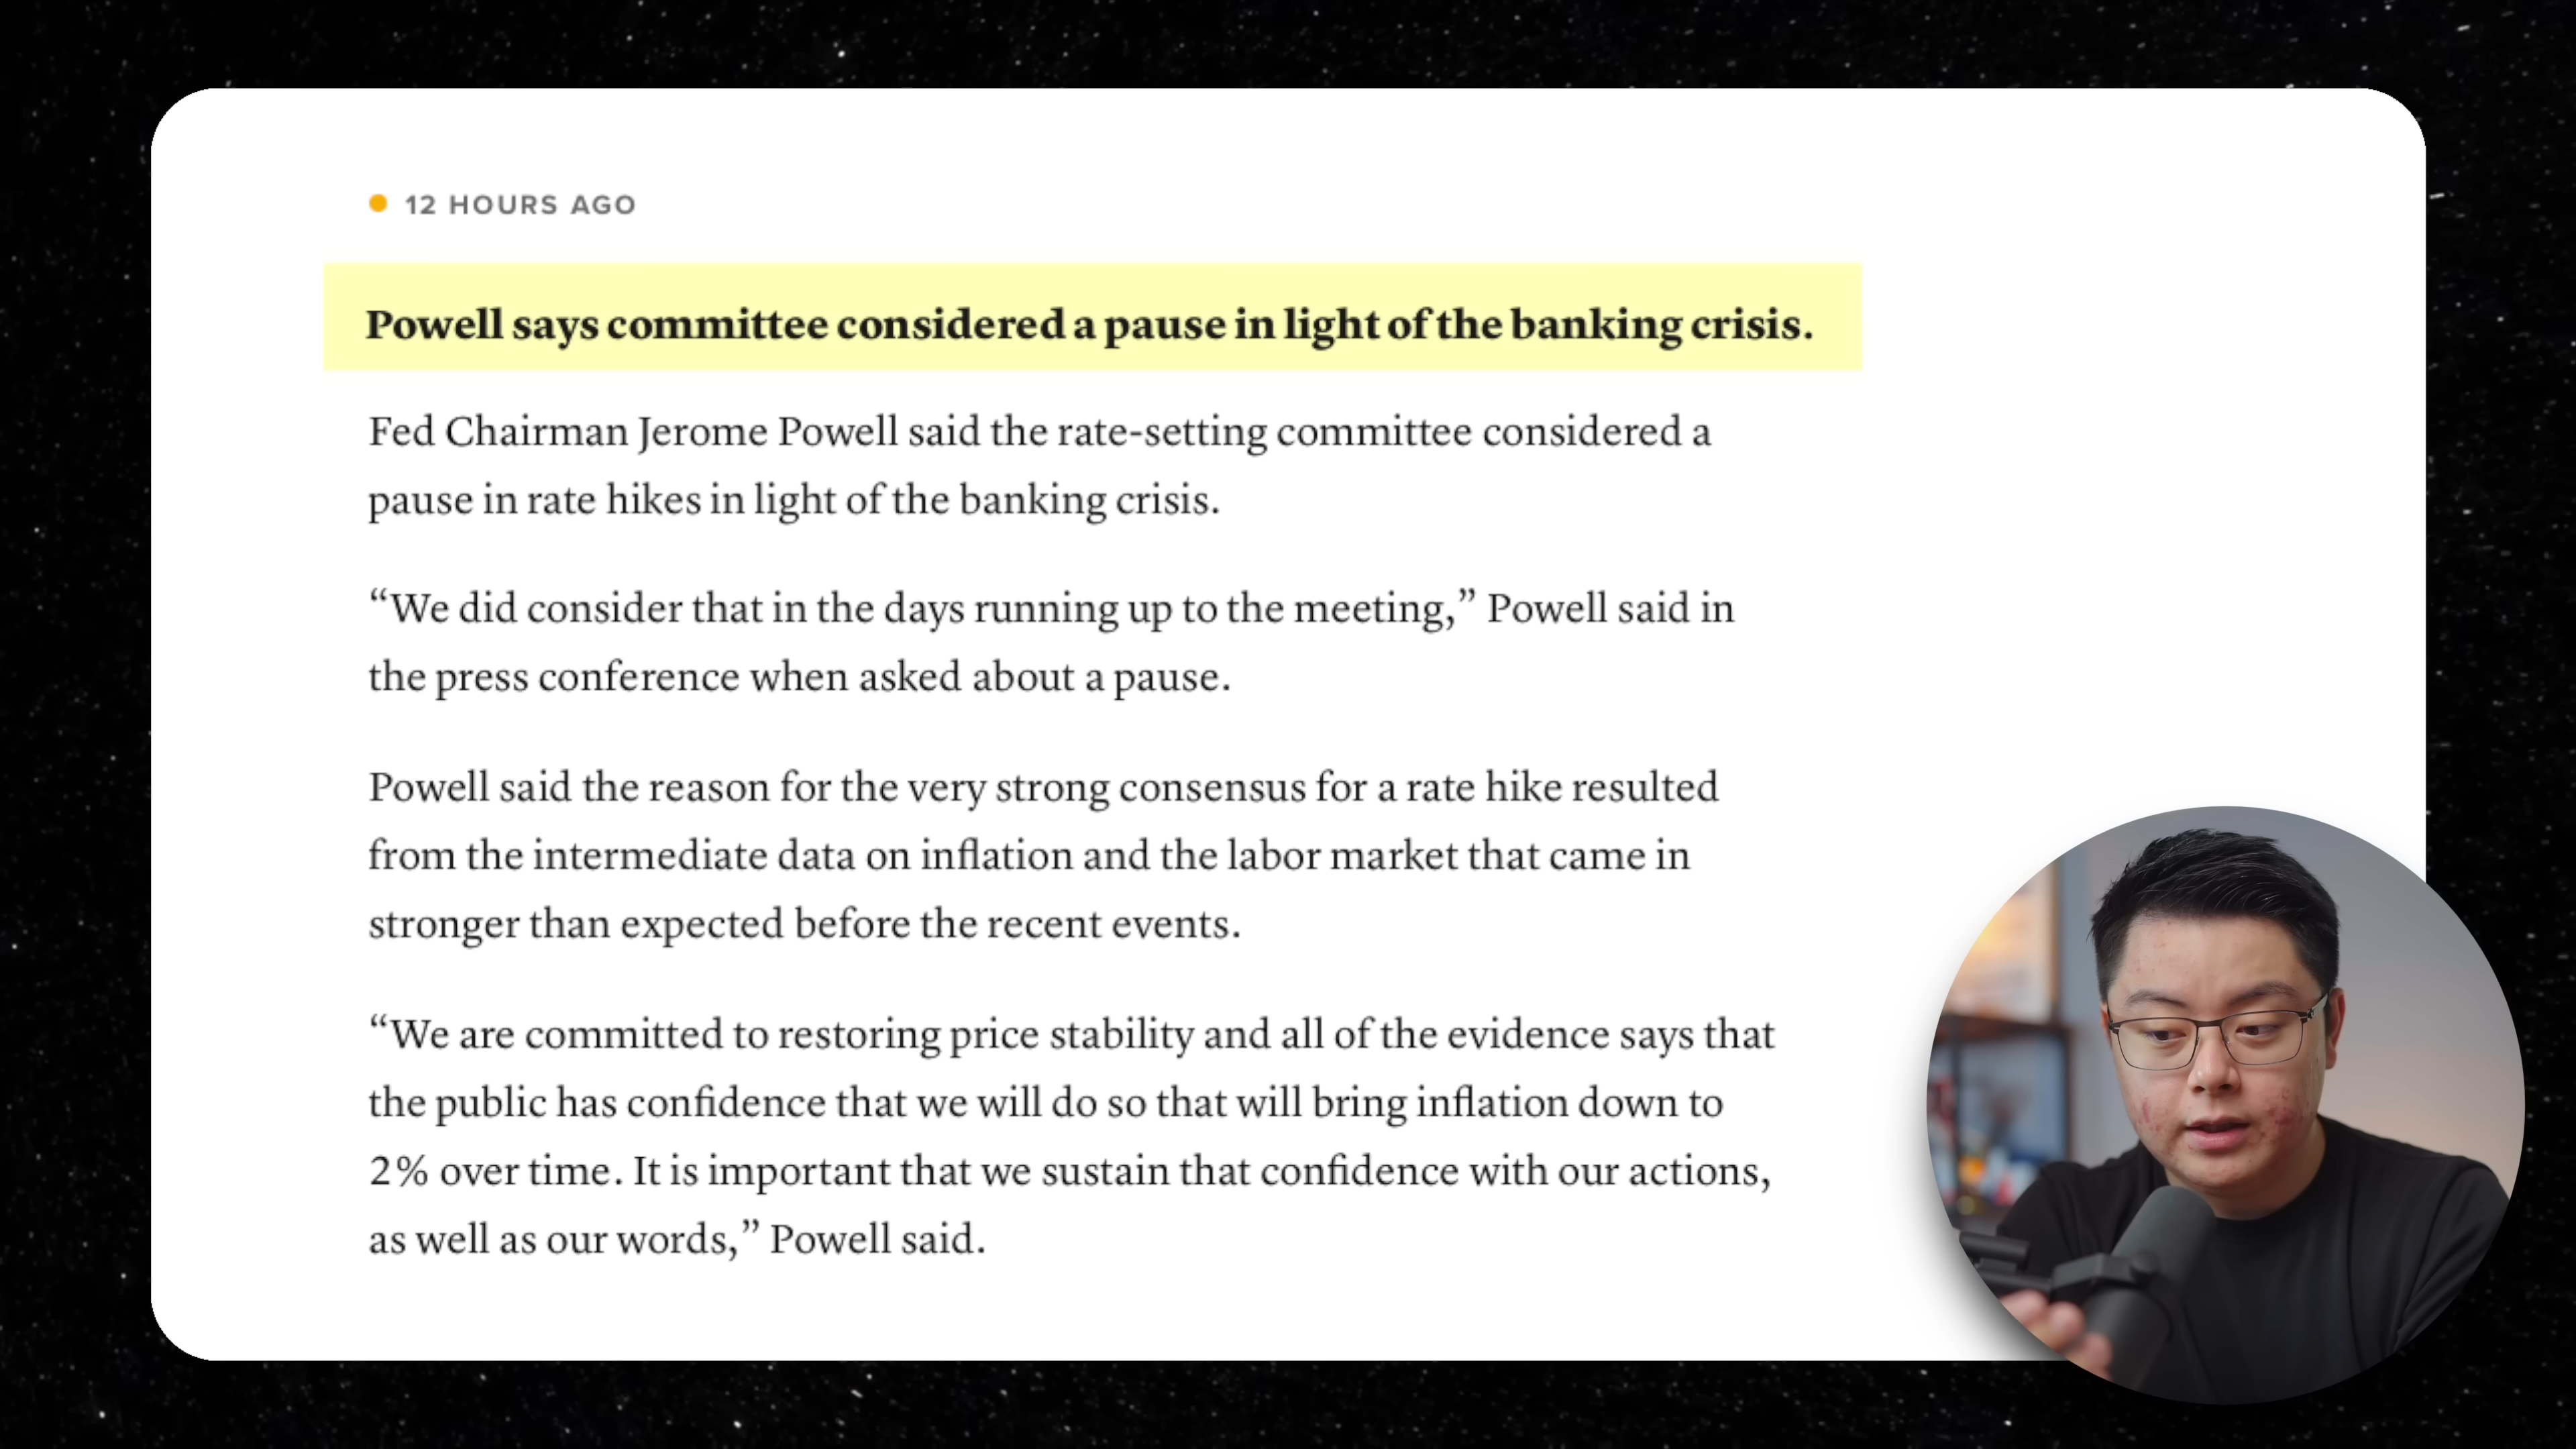 12 HOURS AGO
Powell says committee considered a pause in light of the banking crisis.
Fed Chairman Jerome Powell said the rate-setting committee considered a
pause in rate hikes in light of the banking crisis.
“We did consider that in the days running up to the meeting,” Powell said in
the press conference when asked about a pause.
Powell said the reason for the very strong consensus for a rate hike resulted
from the intermediate data on inflation and the labor market that came in
stronger than expected before the recent events.
“We are committed to restoring price stability and all of the evidence says that
the public has confidence that we will do so that will bring inflation down to
2% over time. It is important that we sustain that confidence with our actions,
as well as our words,” Powell said.